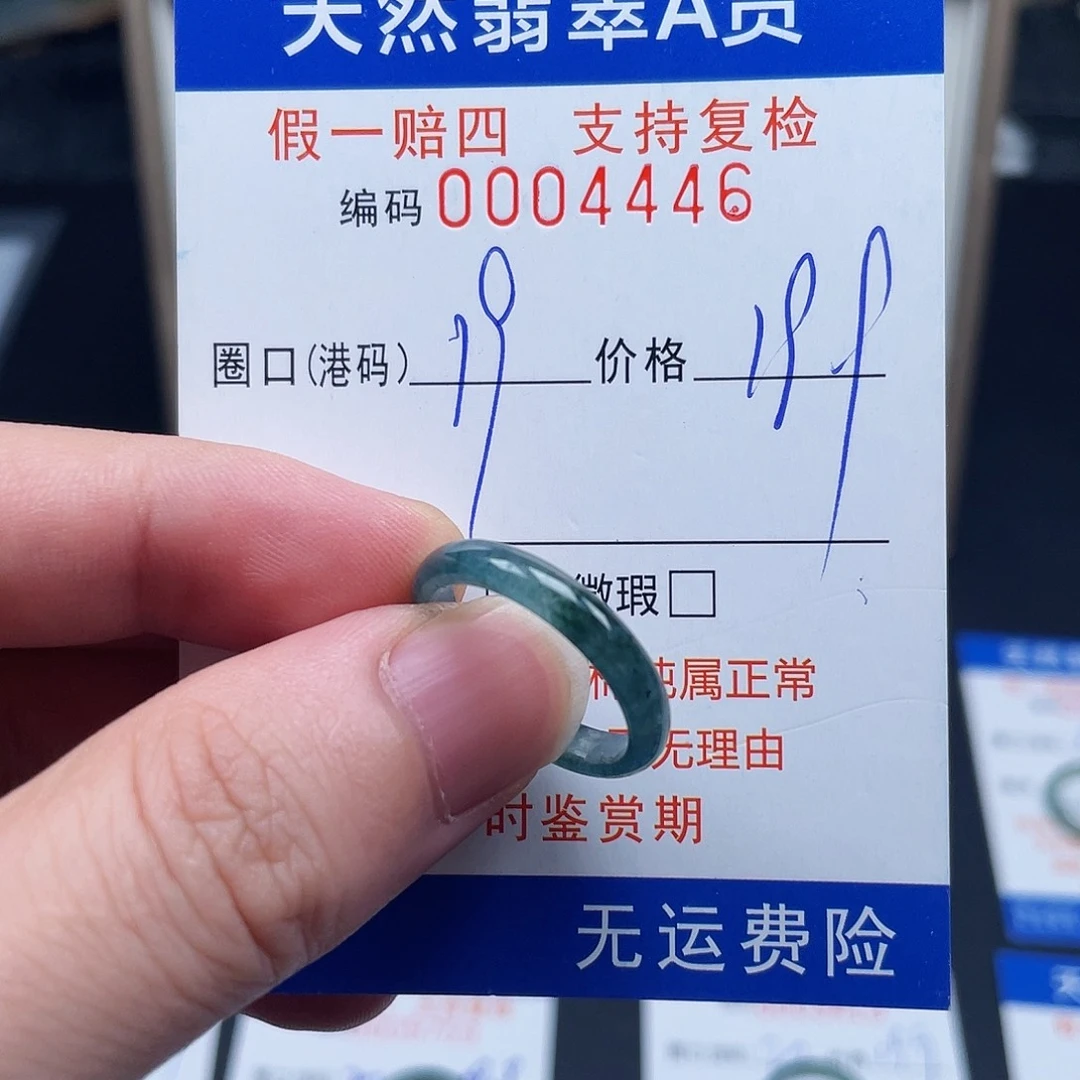 天然翡翠A货
假一赔四 支持复检
编码 0004446
圈口(港码) 19 价格 199
微瑕□
纯属正常
无理由
时鉴赏期
无运费险